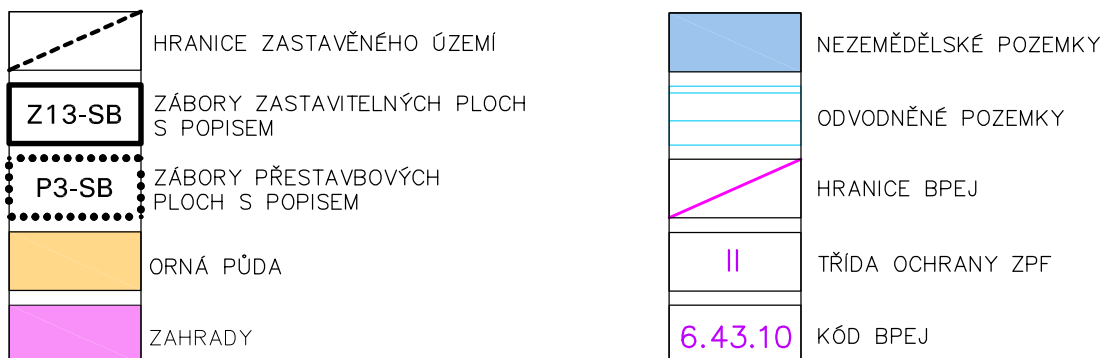 HRANICE ZASTAVĚNÉHO ÚZEMÍ
Z13-SB
ZÁBORY ZASTAVITELNÝCH PLOCH
S POPISEM
P3-SB
ZÁBORY PŘESTAVBOVÝCH
PLOCH S POPISEM
ORNÁ PŮDA
ZAHRADY
NEZEMĚDĚLSKÉ POZEMKY
ODVODNĚNÉ POZEMKY
HRANICE BPEJ
II
TŘÍDA OCHRANY ZPF
6.43.10
KÓD BPEJ